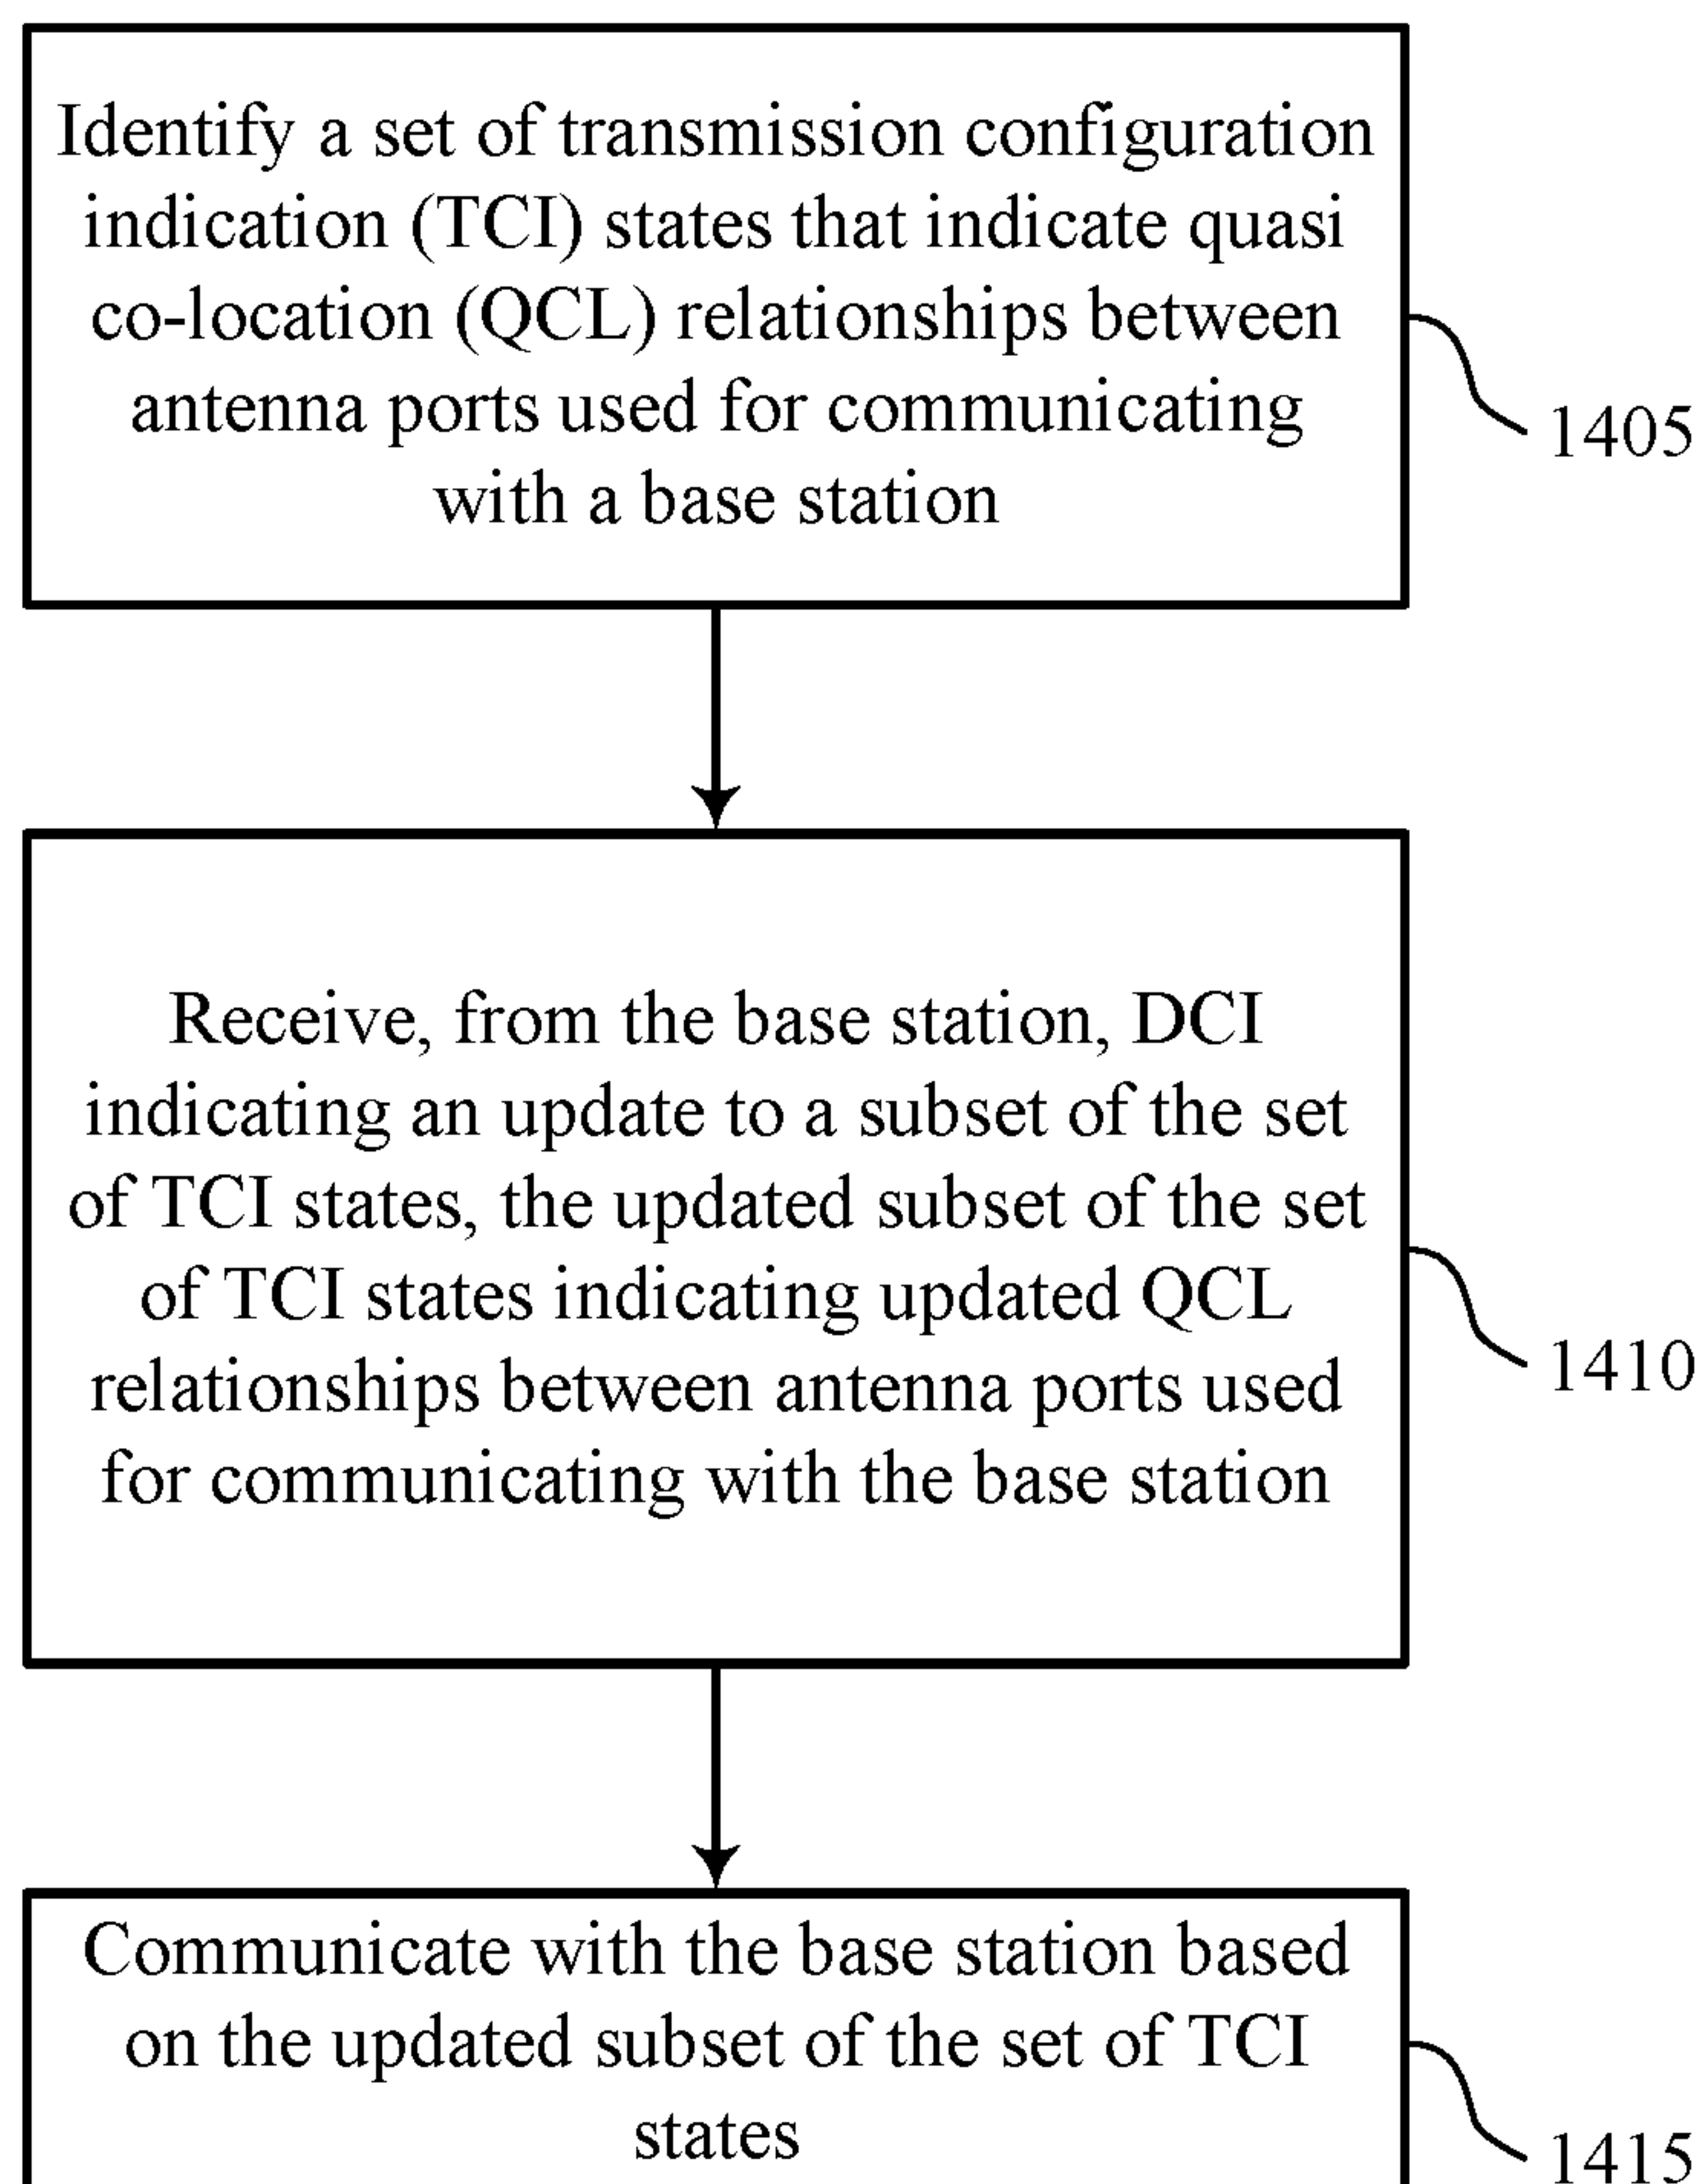 Identify a set of transmission configuration
indication (TCI) states that indicate quasi
co-location (QCL) relationships between
antenna ports used for communicating
with a base station
1405
Receive, from the base station, DCI
indicating an update to a subset of the set
of TCI states, the updated subset of the set
of TCI states indicating updated QCL
relationships between antenna ports used
for communicating with the base station
1410
Communicate with the base station based
on the updated subset of the set of TCI
states
1415